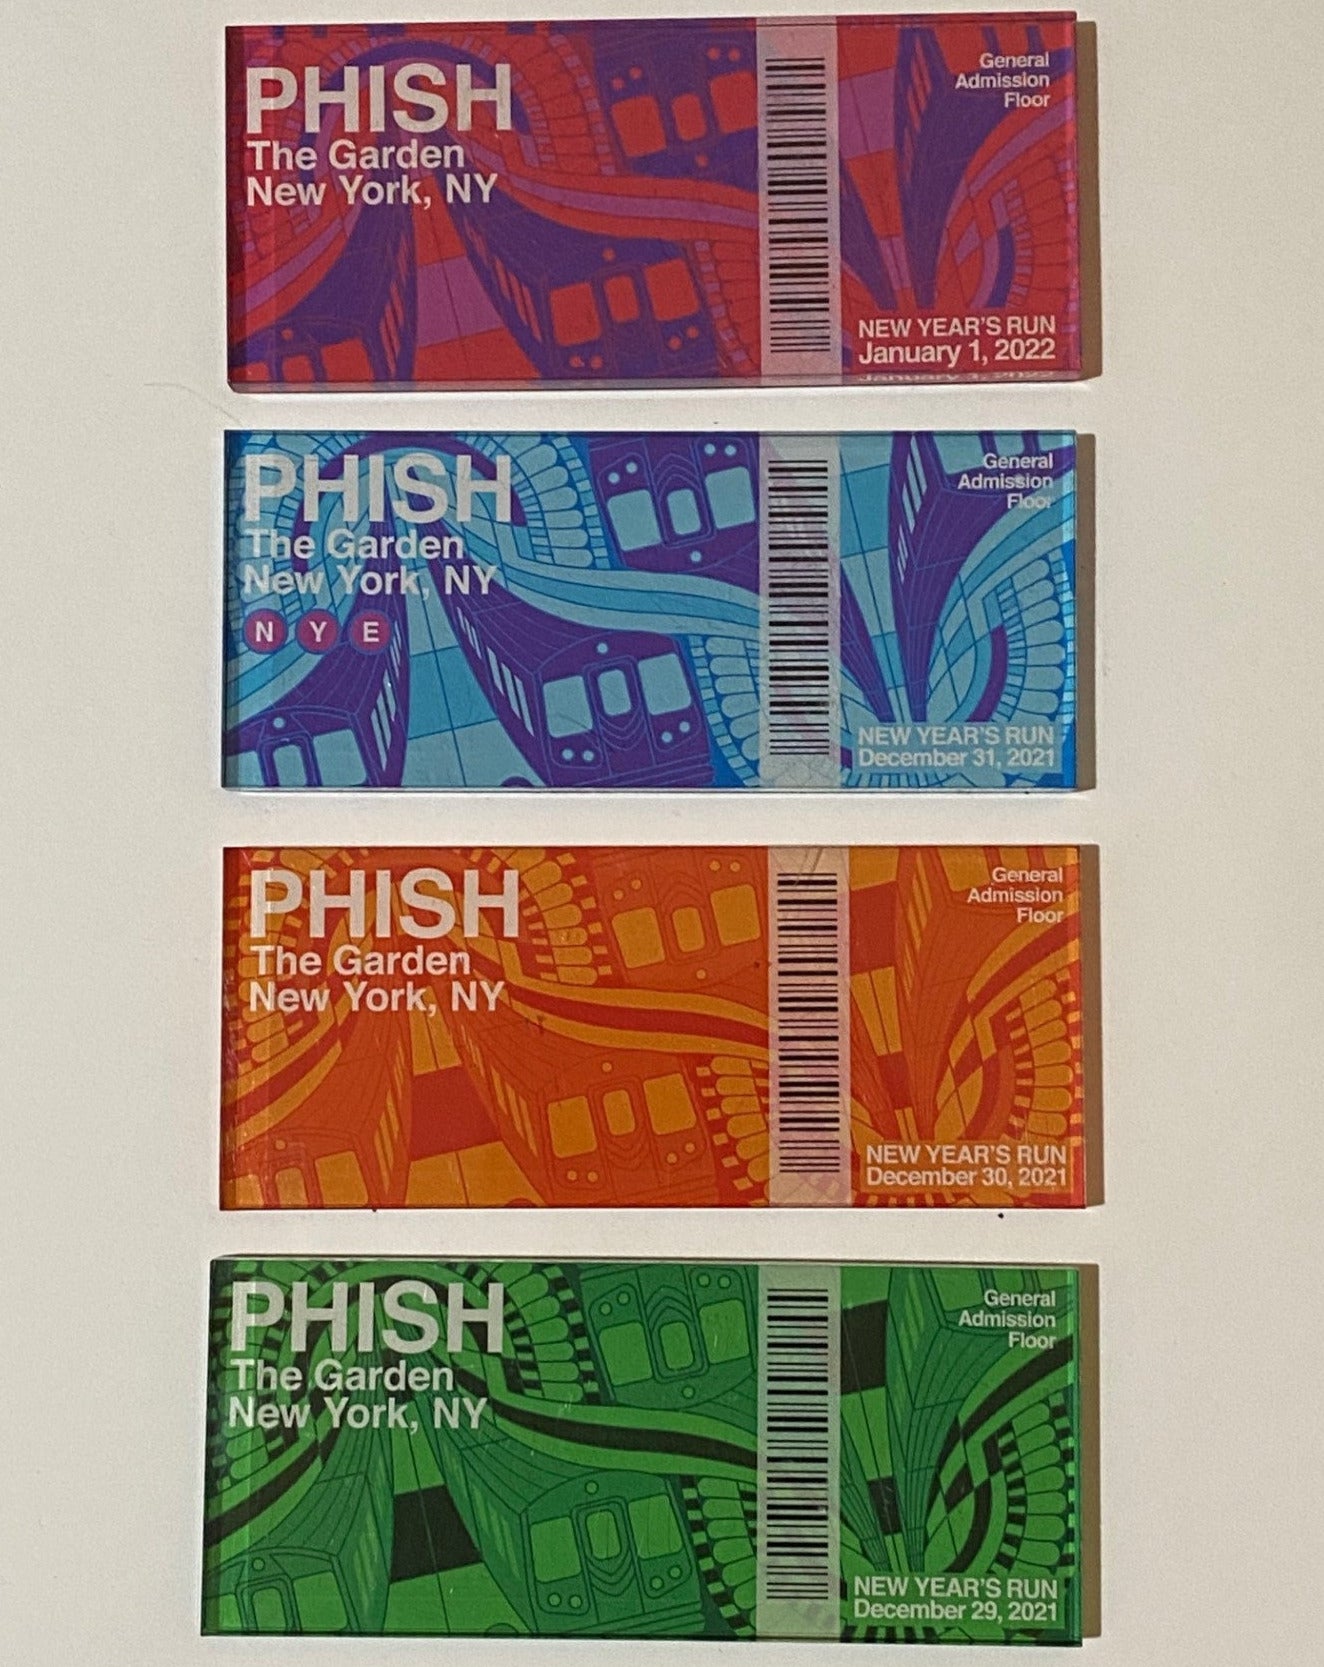 PHISH
The Garden
New York, NY
General
Admission
Floor
NEW YEAR'S RUN
January 1, 2022
PHISH
The Garden
New York, NY
N Y E
General
Admission
Floor
NEW YEAR'S RUN
December 31, 2021
PHISH
The Garden
New York, NY
General
Admission
Floor
NEW YEAR'S RUN
December 30, 2021
PHISH
The Garden
New York, NY
General
Admission
Floor
NEW YEAR'S RUN
December 29, 2021